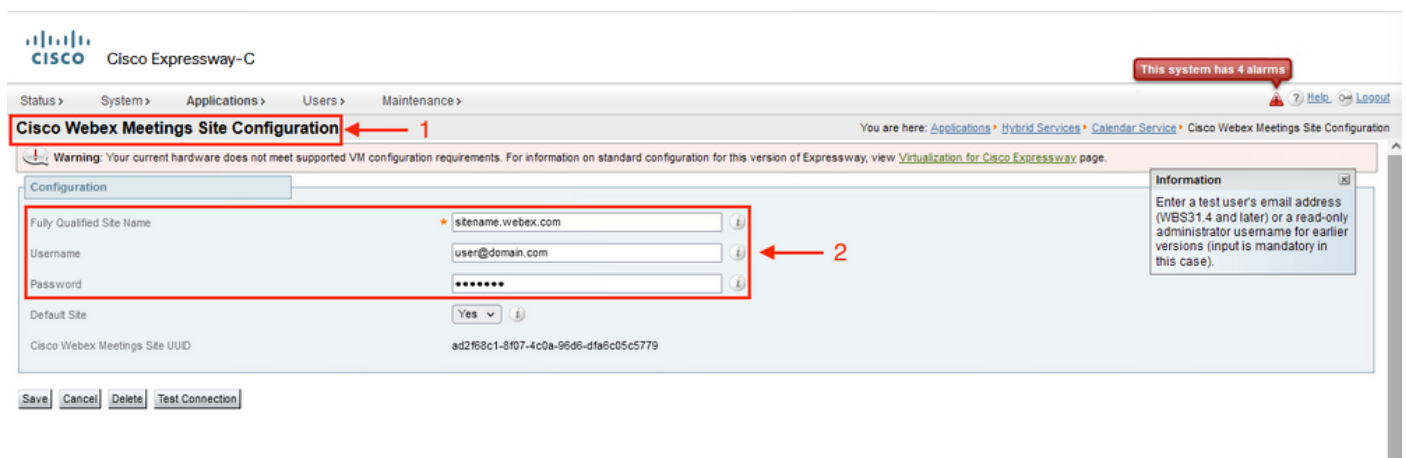 CISCO Cisco Expressway-C
This system has 4 alarms
Status > System > Applications > Users > Maintenance > ? Help Logout
Cisco Webex Meetings Site Configuration 1 You are here: Applications Hybrid Services Calendar Service Cisco Webex Meetings Site Configuration
Warning: Your current hardware does not meet supported VM configuration requirements. For information on standard configuration for this version of Expressway, view Virtualization for Cisco Expressway page.
Configuration
Fully Qualified Site Name * sitename.webex.com i
Username user@domain.com i
Password ••••••• i
2
Default Site Yes i
Cisco Webex Meetings Site UUID ad2f68c1-8f07-4c0a-96d6-dfa6c05c5779
Information
Enter a test user's email address
(WBS31.4 and later) or a read-only
administrator username for earlier
versions (input is mandatory in
this case).
Save Cancel Delete Test Connection